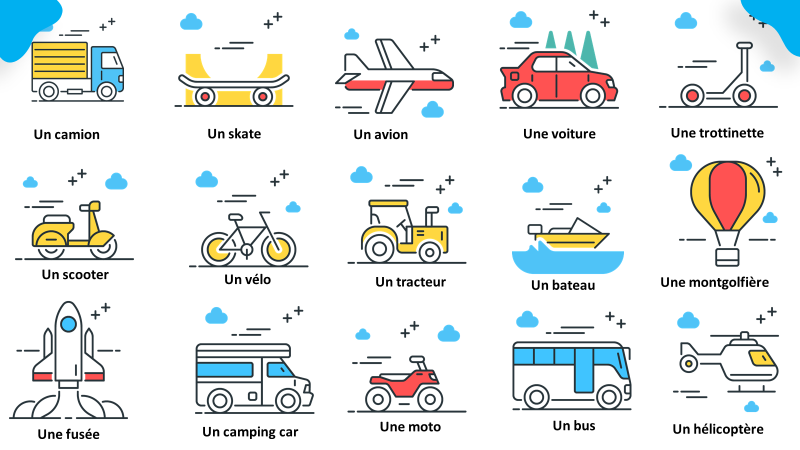 Un camion
Un skate
Un avion
Une voiture
Une trottinette
Un scooter
Un vélo
Un tracteur
Un bateau
Une montgolfière
Une fusée
Un camping car
Une moto
Un bus
Un hélicoptère